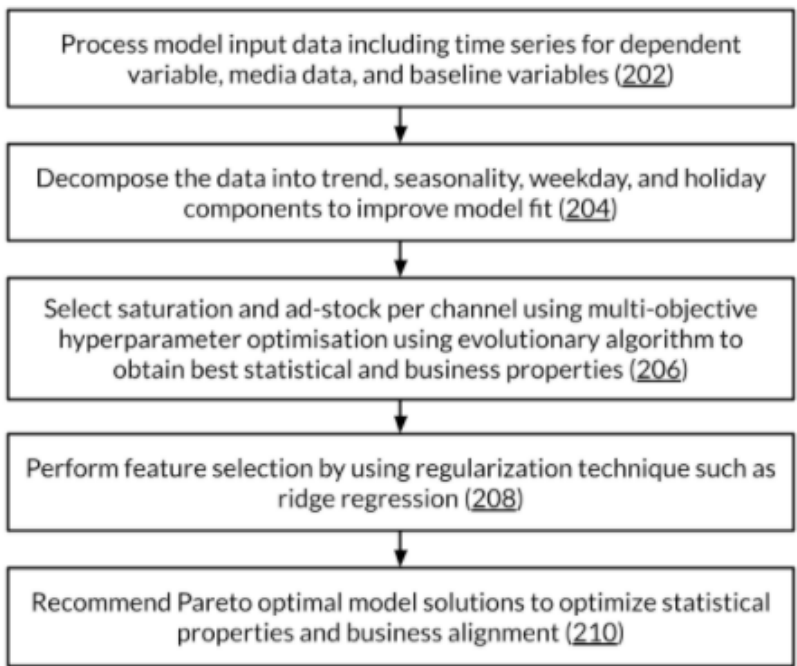 Process model input data including time series for dependent
variable, media data, and baseline variables (202)
Decompose the data into trend, seasonality, weekday, and holiday
components to improve model fit (204)
Select saturation and ad-stock per channel using multi-objective
hyperparameter optimisation using evolutionary algorithm to
obtain best statistical and business properties (206)
Perform feature selection by using regularization technique such as
ridge regression (208)
Recommend Pareto optimal model solutions to optimize statistical
properties and business alignment (210)